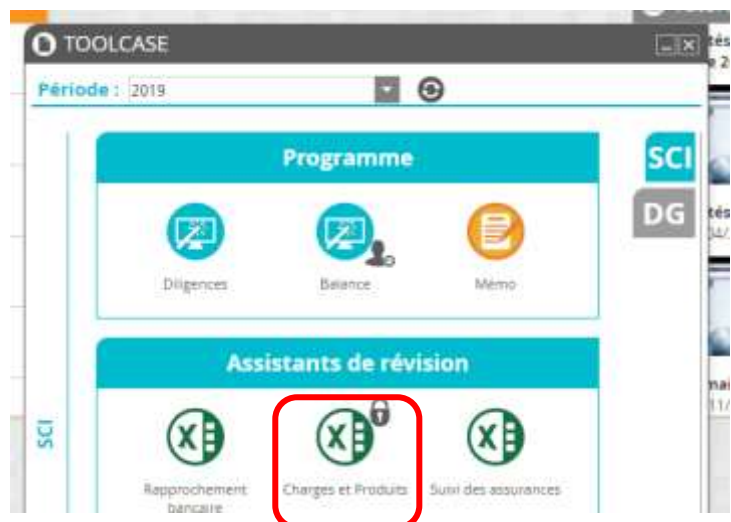 TOOLCASE
Période : 2019
Programme
SCI
DG
Diligences
Balance
Mémo
Assistants de révision
SCI
Rapprochement
bancaire
Charges et Produits
Suivi des assurances